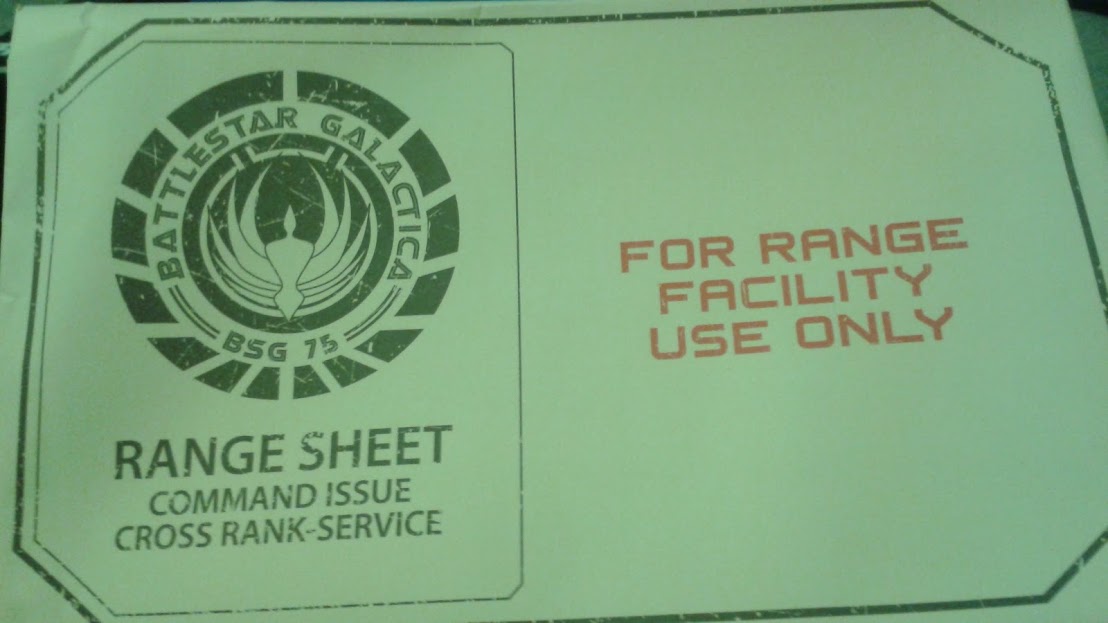 BATTLESTAR GALACTICA
BSG 75
RANGE SHEET
COMMAND ISSUE
CROSS RANK-SERVICE
FOR RANGE
FACILITY
USE ONLY